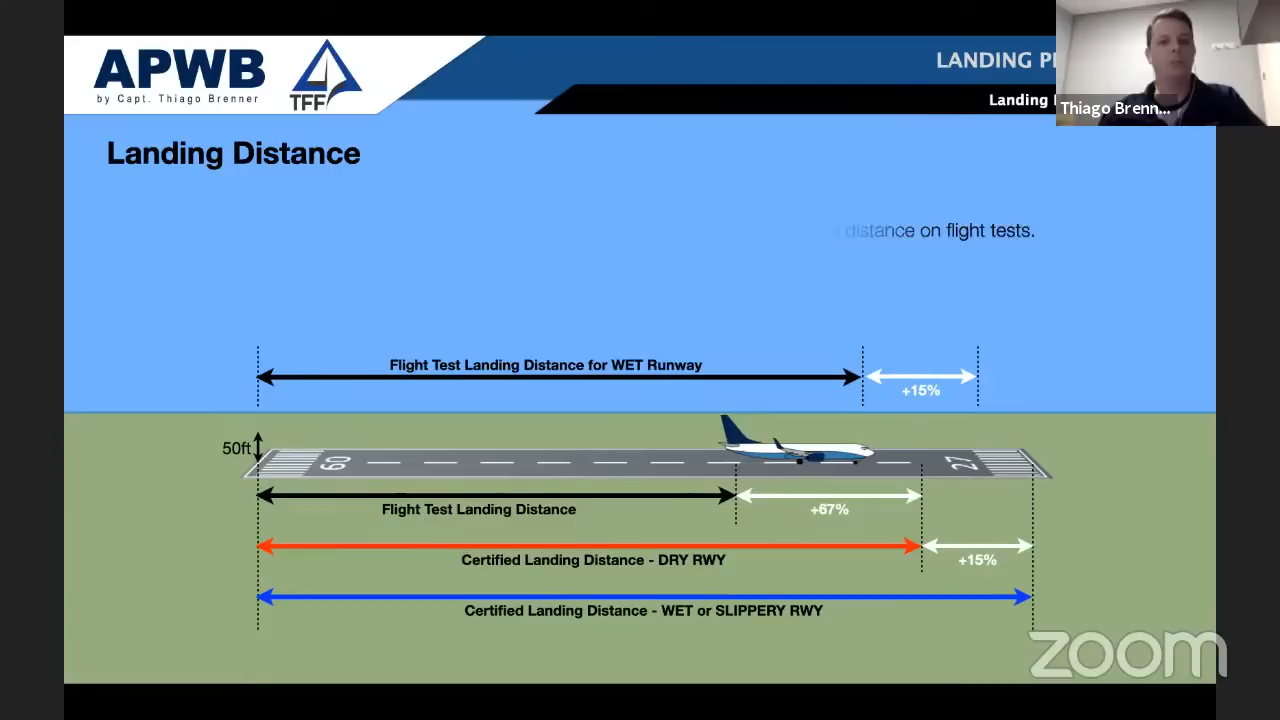 APWB
by Capt. Thiago Brenner
TFF
LANDING
Landing
Thiago Brenn...
Landing Distance
distance on flight tests.
Flight Test Landing Distance for WET Runway
+15%
50ft
09
27
Flight Test Landing Distance
+67%
Certified Landing Distance - DRY RWY
+15%
Certified Landing Distance - WET or SLIPPERY RWY
zoom